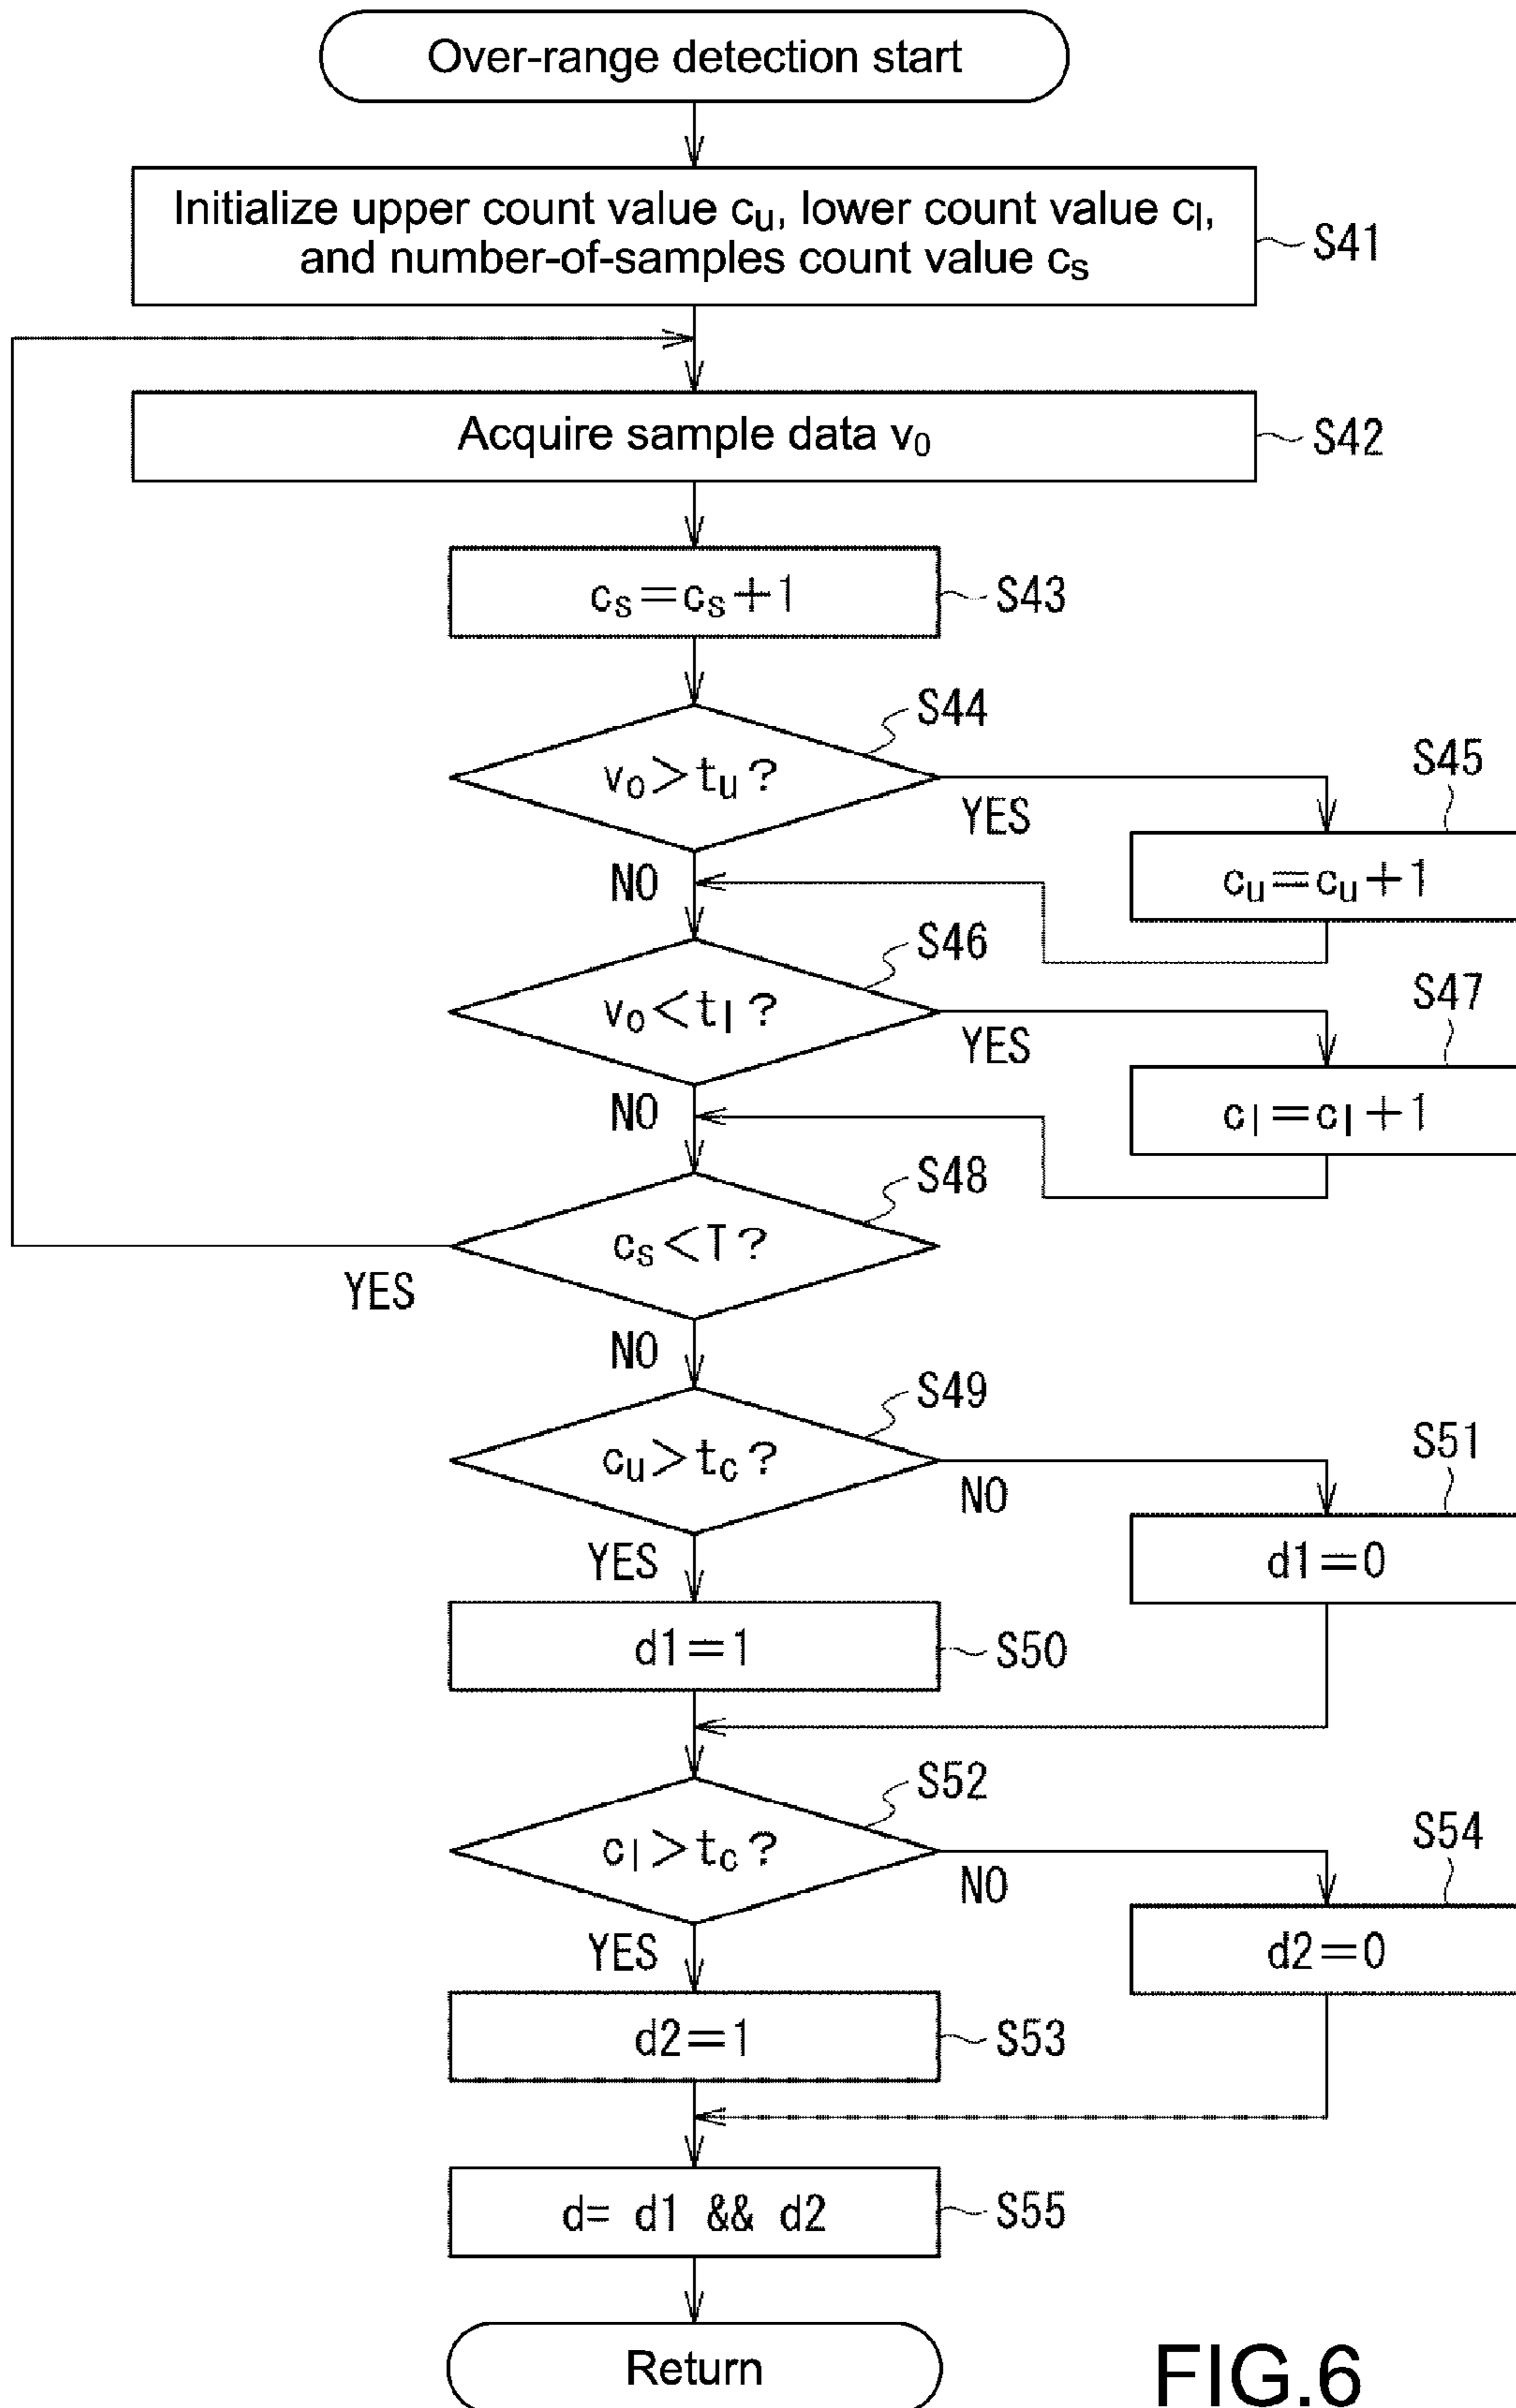 Over-range detection start
Initialize upper count value cu, lower count value cl,
and number-of-samples count value cs
S41
Acquire sample data v0
S42
cs=cs+1
S43
S44
v0>tu?
YES
NO
S45
cu=cu+1
S46
v0<tl?
YES
NO
S47
cl=cl+1
S48
cs<T?
YES
NO
S49
cu>tc?
NO
YES
S51
d1=0
d1=1
S50
S52
cl>tc?
NO
YES
S54
d2=0
d2=1
S53
d= d1 && d2
S55
Return
FIG.6